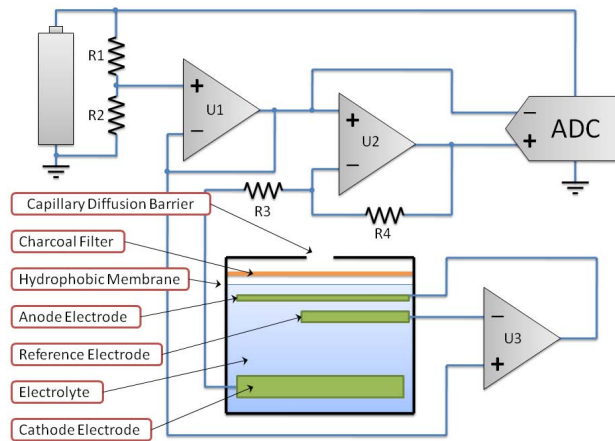 R1
R2
+
−
U1
+
−
U2
−
+
ADC
R3
R4
Capillary Diffusion Barrier
Charcoal Filter
Hydrophobic Membrane
Anode Electrode
Reference Electrode
Electrolyte
Cathode Electrode
−
+
U3